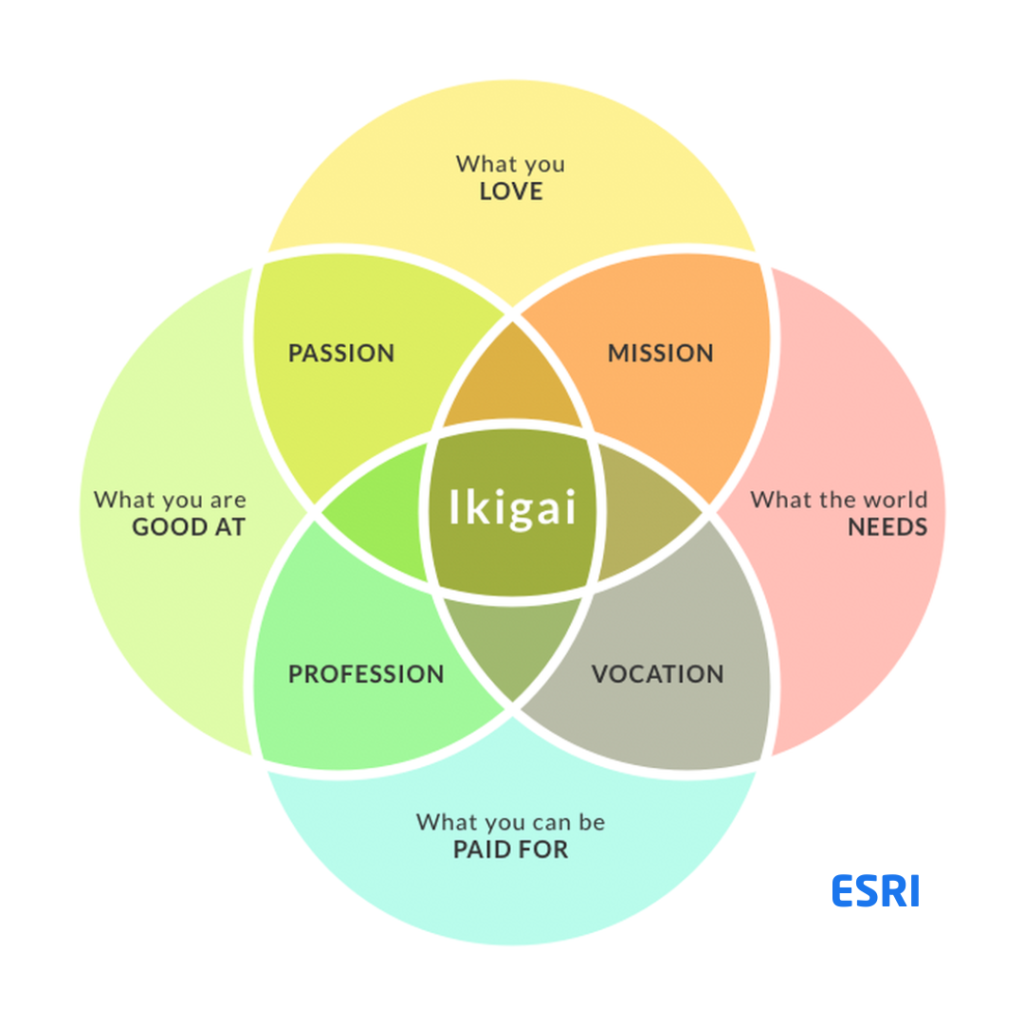 What you
LOVE
PASSION
MISSION
What you are
GOOD AT
Ikigai
What the world
NEEDS
PROFESSION
VOCATION
What you can be
PAID FOR
ESRI